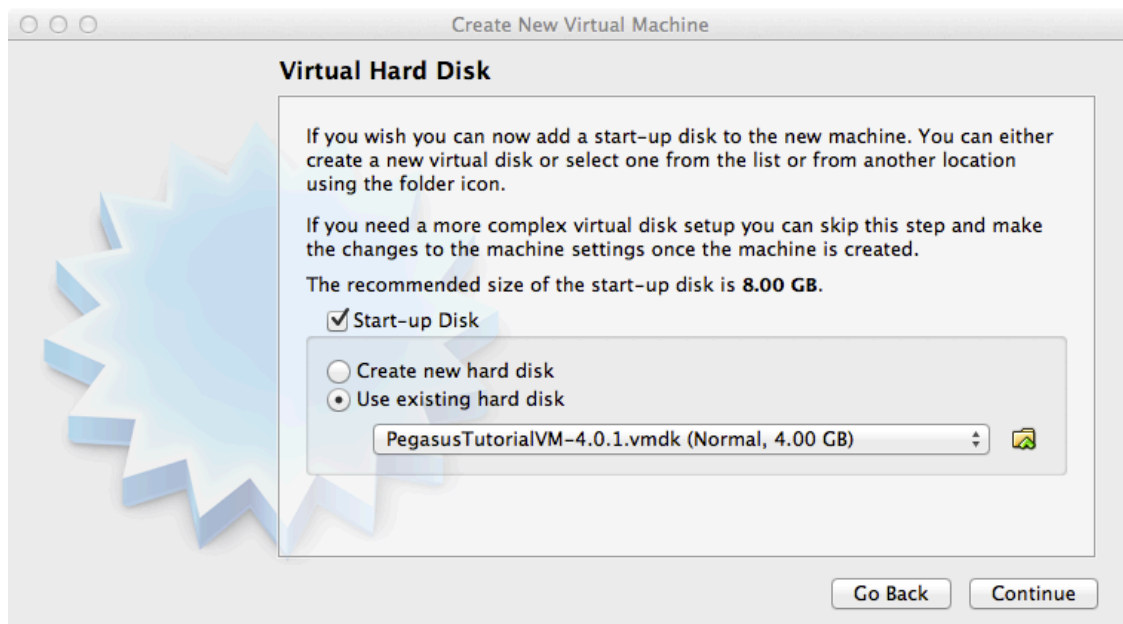 Create New Virtual Machine
Virtual Hard Disk
If you wish you can now add a start-up disk to the new machine. You can either
create a new virtual disk or select one from the list or from another location
using the folder icon.
If you need a more complex virtual disk setup you can skip this step and make
the changes to the machine settings once the machine is created.
The recommended size of the start-up disk is 8.00 GB.
Start-up Disk
Create new hard disk
Use existing hard disk
PegasusTutorialVM-4.0.1.vmdk (Normal, 4.00 GB)
Go Back
Continue